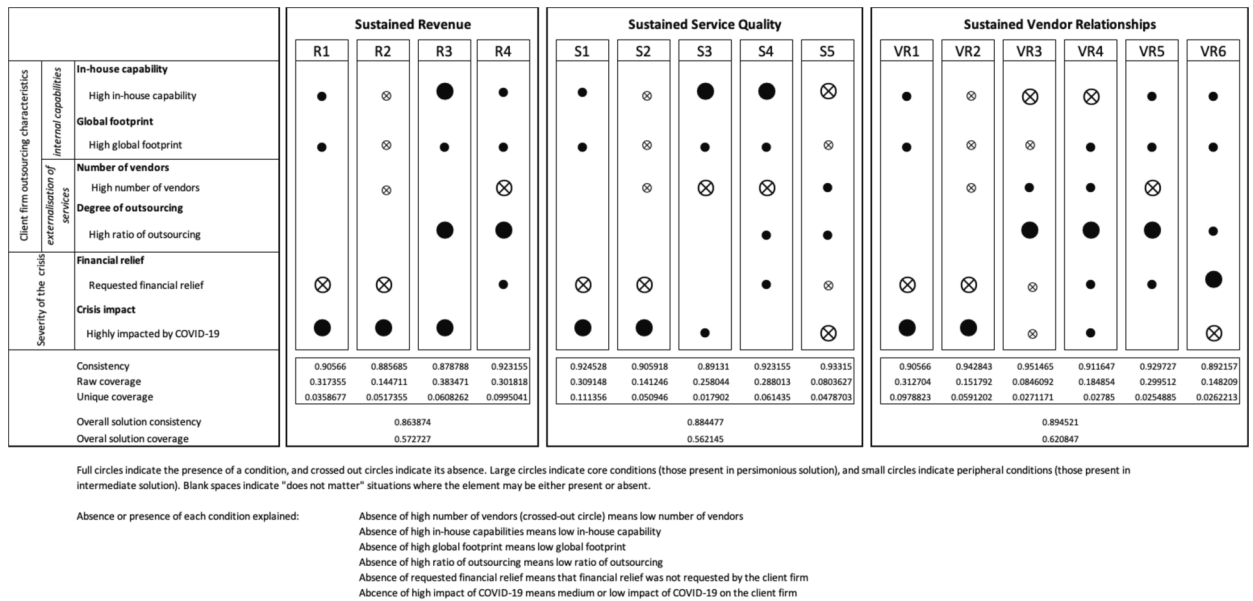 Sustained Revenue Sustained Service Quality Sustained Vendor Relationships
R1 R2 R3 R4 S1 S2 S3 S4 S5 VR1 VR2 VR3 VR4 VR5 VR6
Client firm outsourcing characteristics
internal capabilities
In-house capability
High in-house capability
Global footprint
High global footprint
externalisation of
services
Number of vendors
High number of vendors
Degree of outsourcing
High ratio of outsourcing
Severity of the crisis
Financial relief
Requested financial relief
Crisis impact
Highly impacted by COVID-19
Consistency 0.90566 0.885685 0.878788 0.923155 0.924528 0.905918 0.89131 0.923155 0.93315 0.90566 0.942843 0.951465 0.911647 0.929727 0.892157
Raw coverage 0.317355 0.144711 0.383471 0.301818 0.309148 0.141246 0.258044 0.288013 0.0803627 0.312704 0.151792 0.0846092 0.184854 0.299512 0.148209
Unique coverage 0.0358677 0.0517355 0.0608262 0.0995041 0.111356 0.050946 0.017902 0.061435 0.0478703 0.0978823 0.0591202 0.0271171 0.02785 0.0254885 0.0262213
Overall solution consistency 0.863874 0.884477 0.894521
Overal solution coverage 0.572727 0.562145 0.620847
Full circles indicate the presence of a condition, and crossed out circles indicate its absence. Large circles indicate core conditions (those present in persimonious solution), and small circles indicate peripheral conditions (those present in
intermediate solution). Blank spaces indicate "does not matter" situations where the element may be either present or absent.
Absence or presence of each condition explained: Absence of high number of vendors (crossed-out circle) means low number of vendors
Absence of high in-house capabilities means low in-house capability
Absence of high global footprint means low global footprint
Absence of high ratio of outsourcing means low ratio of outsourcing
Absence of requested financial relief means that financial relief was not requested by the client firm
Abcence of high impact of COVID-19 means medium or low impact of COVID-19 on the client firm